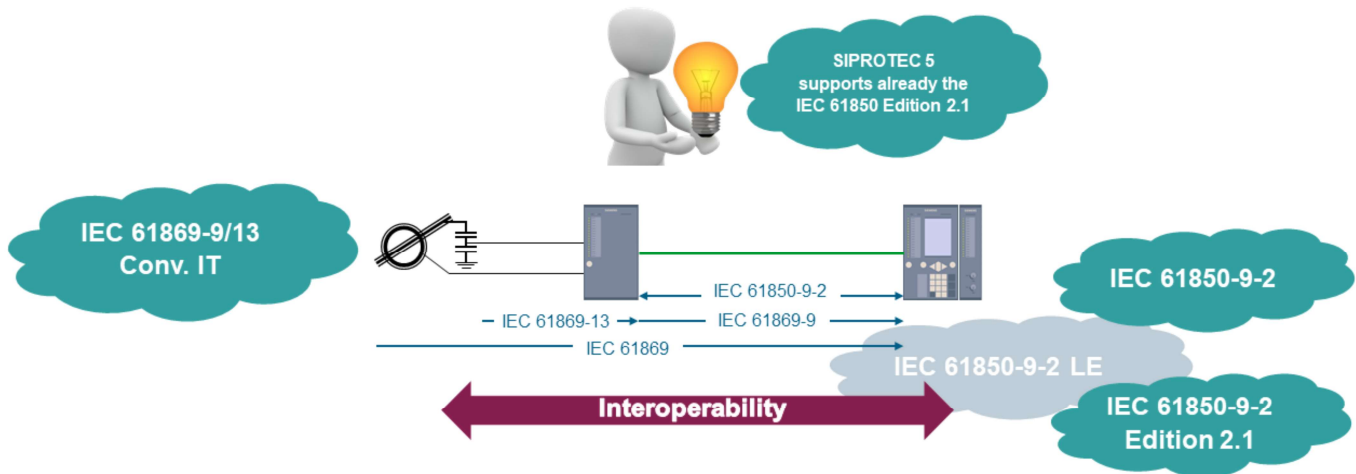 SIPROTEC 5
supports already the
IEC 61850 Edition 2.1
IEC 61869-9/13
Conv. IT
IEC 61850-9-2
IEC 61850-9-2
IEC 61869-13
IEC 61869-9
IEC 61869
IEC 61850-9-2 LE
Interoperability
IEC 61850-9-2
Edition 2.1